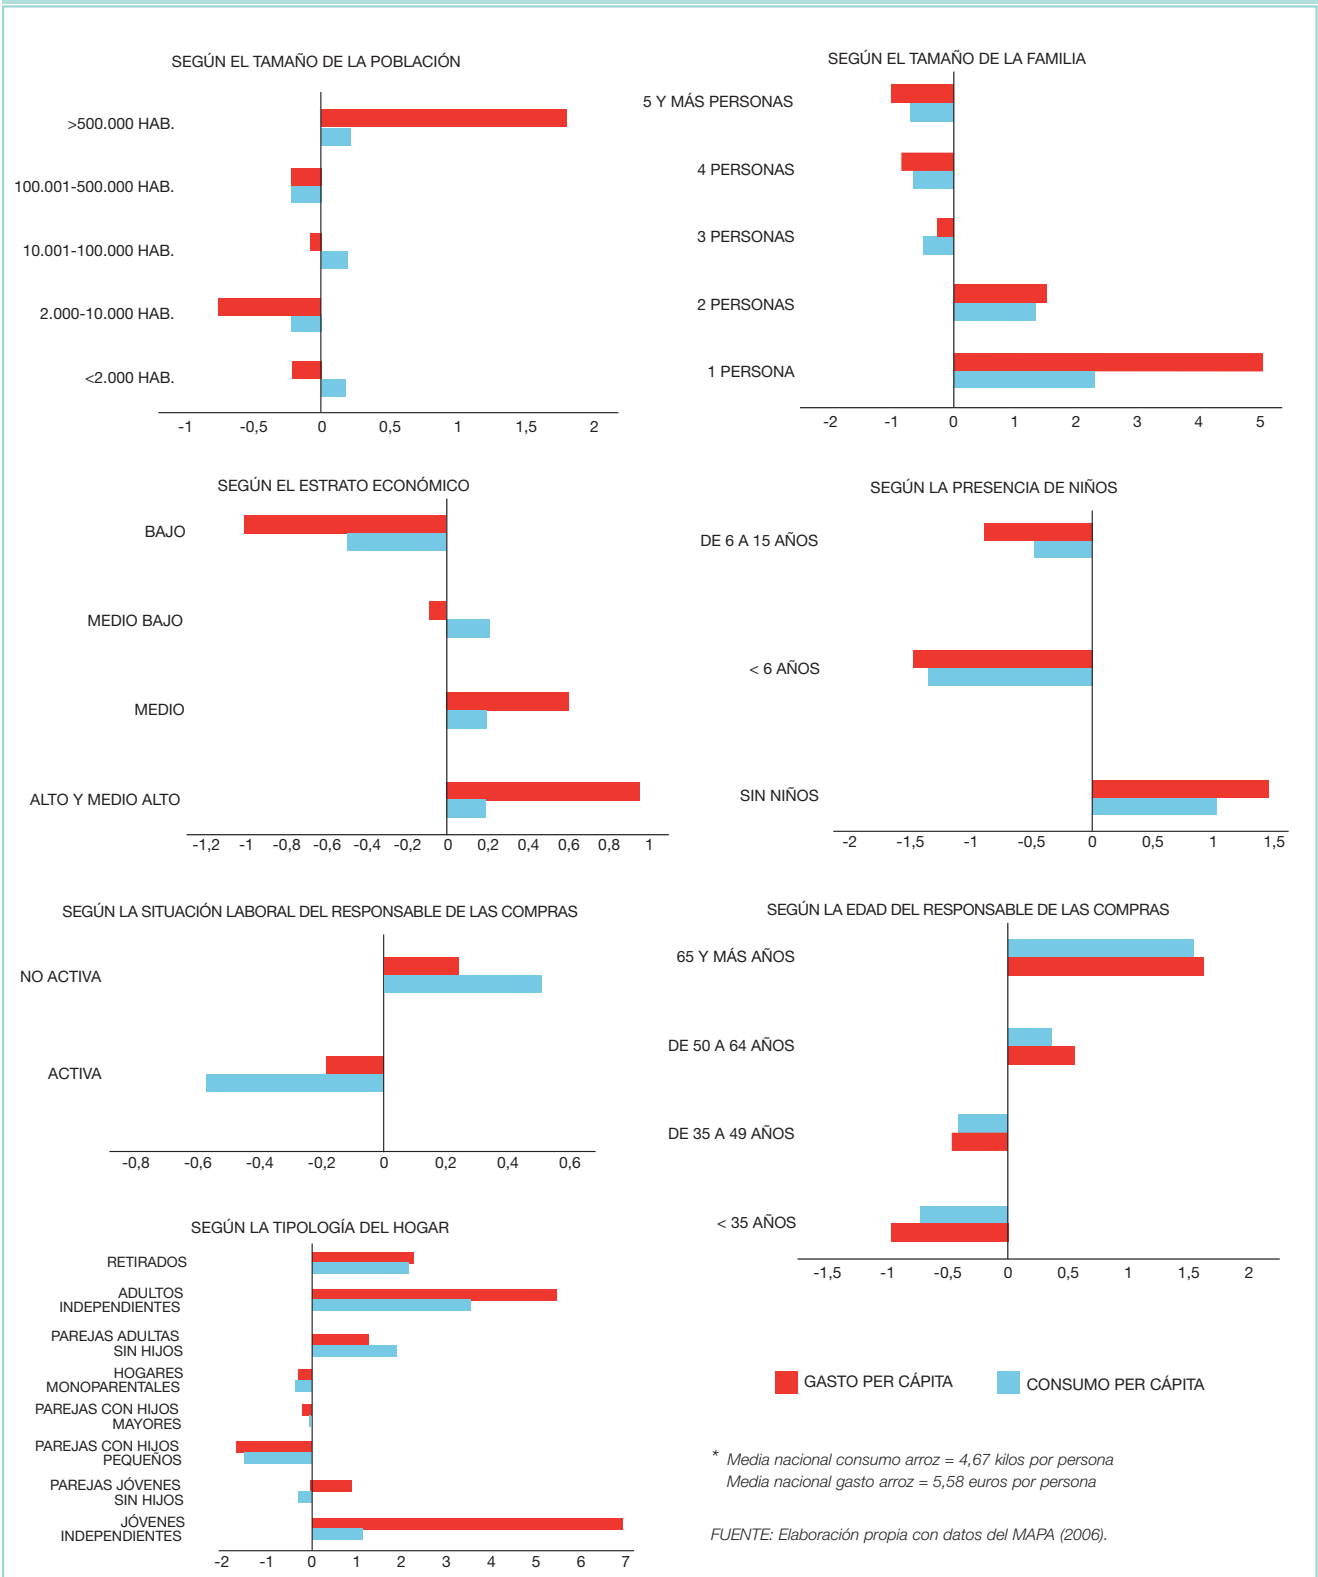 SEGÚN EL TAMAÑO DE LA POBLACIÓN
>500.000 HAB.
100.001-500.000 HAB.
10.001-100.000 HAB.
2.000-10.000 HAB.
<2.000 HAB.
-1 -0,5 0 0,5 1 1,5 2
SEGÚN EL TAMAÑO DE LA FAMILIA
5 Y MÁS PERSONAS
4 PERSONAS
3 PERSONAS
2 PERSONAS
1 PERSONA
-2 -1 0 1 2 3 4 5
SEGÚN EL ESTRATO ECONÓMICO
BAJO
MEDIO BAJO
MEDIO
ALTO Y MEDIO ALTO
-1,2 -1 -0,8 -0,6 -0,4 -0,2 0 0,2 0,4 0,6 0,8 1
SEGÚN LA PRESENCIA DE NIÑOS
DE 6 A 15 AÑOS
< 6 AÑOS
SIN NIÑOS
-2 -1,5 -1 -0,5 0 0,5 1 1,5
SEGÚN LA SITUACIÓN LABORAL DEL RESPONSABLE DE LAS COMPRAS
NO ACTIVA
ACTIVA
-0,8 -0,6 -0,4 -0,2 0 0,2 0,4 0,6
SEGÚN LA EDAD DEL RESPONSABLE DE LAS COMPRAS
65 Y MÁS AÑOS
DE 50 A 64 AÑOS
DE 35 A 49 AÑOS
< 35 AÑOS
-1,5 -1 -0,5 0 0,5 1 1,5 2
SEGÚN LA TIPOLOGÍA DEL HOGAR
RETIRADOS
ADULTOS
INDEPENDIENTES
PAREJAS ADULTAS
SIN HIJOS
HOGARES
MONOPARENTALES
PAREJAS CON HIJOS
MAYORES
PAREJAS CON HIJOS
PEQUEÑOS
PAREJAS JÓVENES
SIN HIJOS
JÓVENES
INDEPENDIENTES
-2 -1 0 1 2 3 4 5 6 7
GASTO PER CÁPITA
CONSUMO PER CÁPITA
* Media nacional consumo arroz = 4,67 kilos por persona
Media nacional gasto arroz = 5,58 euros por persona
FUENTE: Elaboración propia con datos del MAPA (2006).